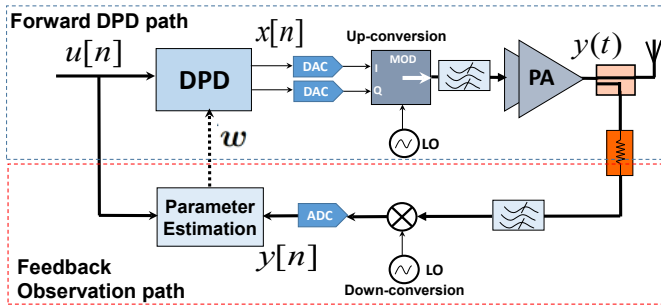 Forward DPD path
u[n]
x[n]
Up-conversion
y(t)
DPD
DAC
DAC
I
Q
MOD
PA
LO
w
Parameter
Estimation
ADC
y[n]
LO
Down-conversion
Feedback
Observation path